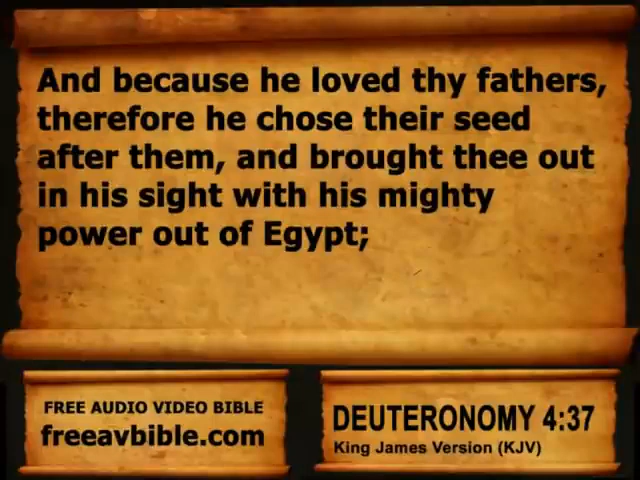 And because he loved thy fathers,
therefore he chose their seed
after them, and brought thee out
in his sight with his mighty
power out of Egypt;
FREE AUDIO VIDEO BIBLE
freeavbible.com
DEUTERONOMY 4:37
King James Version (KJV)